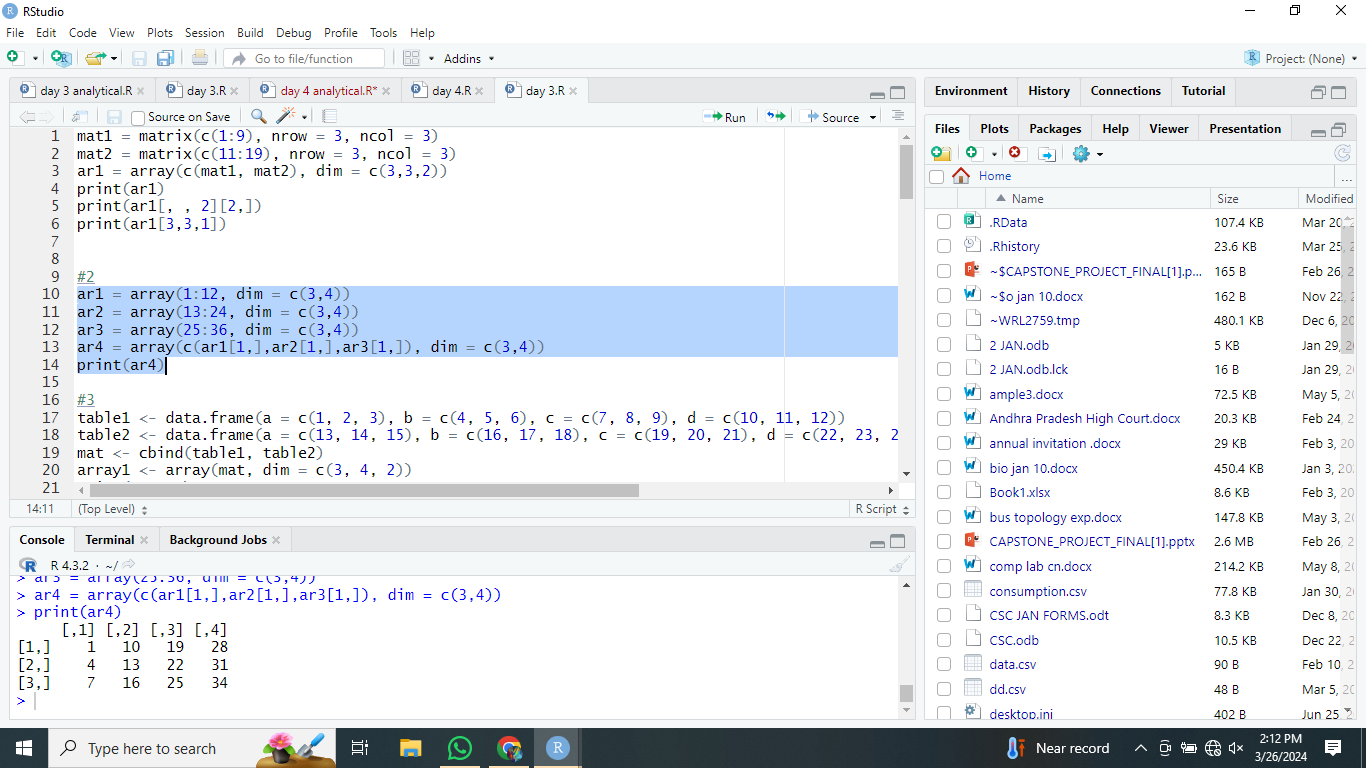 RStudio
File Edit Code View Plots Session Build Debug Profile Tools Help
Go to file/function Addins Project: (None)
day 3 analytical.R day 3.R day 4 analytical.R* day 4.R day 3.R
Source on Save Run Source
1 mat1 = matrix(c(1:9), nrow = 3, ncol = 3)
2 mat2 = matrix(c(11:19), nrow = 3, ncol = 3)
3 ar1 = array(c(mat1, mat2), dim = c(3,3,2))
4 print(ar1)
5 print(ar1[, , 2][2,])
6 print(ar1[3,3,1])
7
8
9 #2
10 ar1 = array(1:12, dim = c(3,4))
11 ar2 = array(13:24, dim = c(3,4))
12 ar3 = array(25:36, dim = c(3,4))
13 ar4 = array(c(ar1[1,],ar2[1,],ar3[1,]), dim = c(3,4))
14 print(ar4)
15
16 #3
17 table1 <- data.frame(a = c(1, 2, 3), b = c(4, 5, 6), c = c(7, 8, 9), d = c(10, 11, 12))
18 table2 <- data.frame(a = c(13, 14, 15), b = c(16, 17, 18), c = c(19, 20, 21), d = c(22, 23, 2
19 mat <- cbind(table1, table2)
20 array1 <- array(mat, dim = c(3, 4, 2))
21
14:11 (Top Level) R Script
Console Terminal Background Jobs
R 4.3.2 · ~/
> ar3 = array(25:36, dim = c(3,4))
> ar4 = array(c(ar1[1,],ar2[1,],ar3[1,]), dim = c(3,4))
> print(ar4)
[,1] [,2] [,3] [,4]
[1,] 1 10 19 28
[2,] 4 13 22 31
[3,] 7 16 25 34
>
Environment History Connections Tutorial
Files Plots Packages Help Viewer Presentation
Home ...
Name Size Modified
.RData 107.4 KB Mar 20, 2
.Rhistory 23.6 KB Mar 25, 2
~$CAPSTONE_PROJECT_FINAL[1].p... 165 B Feb 26, 2
~$o jan 10.docx 162 B Nov 22, 2
~WRL2759.tmp 480.1 KB Dec 6, 20
2 JAN.odb 5 KB Jan 29, 2
2 JAN.odb.lck 16 B Jan 29, 2
ample3.docx 72.5 KB May 5, 20
Andhra Pradesh High Court.docx 20.3 KB Feb 24, 2
annual invitation .docx 29 KB Feb 3, 20
bio jan 10.docx 450.4 KB Jan 3, 20
Book1.xlsx 8.6 KB Feb 3, 20
bus topology exp.docx 147.8 KB May 3, 20
CAPSTONE_PROJECT_FINAL[1].pptx 2.6 MB Feb 26, 2
comp lab cn.docx 214.2 KB May 8, 20
consumption.csv 77.8 KB Jan 30, 2
CSC JAN FORMS.odt 8.3 KB Dec 8, 20
CSC.odb 10.5 KB Dec 22, 2
data.csv 90 B Feb 10, 2
dd.csv 48 B Mar 5, 20
desktop.ini 402 B Jun 25, 2
Type here to search Near record 2:12 PM
3/26/2024